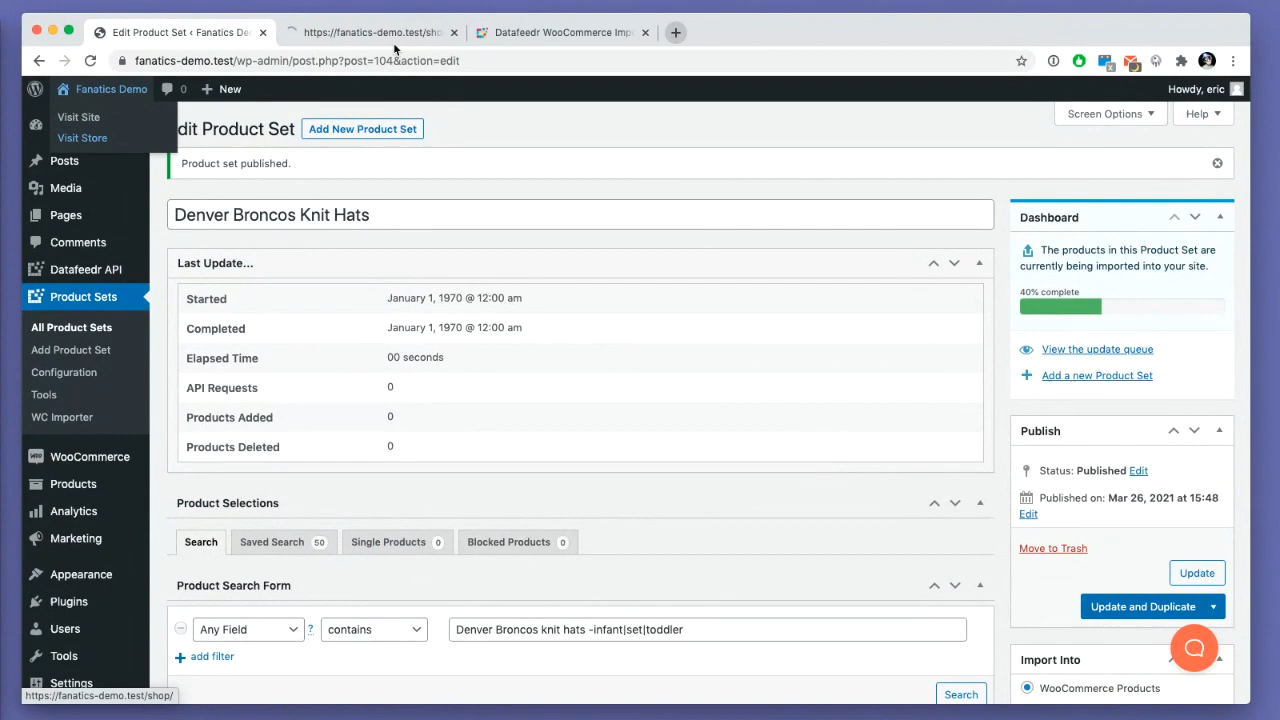 Edit Product Set ‹ Fanatics De
https://fanatics-demo.test/sho
Datafeedr WooCommerce Imp
fanatics-demo.test/wp-admin/post.php?post=104&action=edit
Fanatics Demo
0
New
Howdy, eric
Visit Site
Visit Store
dit Product Set
Add New Product Set
Screen Options
Help
Product set published.
Posts
Media
Pages
Comments
Datafeedr API
Product Sets
All Product Sets
Add Product Set
Configuration
Tools
WC Importer
WooCommerce
Products
Analytics
Marketing
Appearance
Plugins
Users
Tools
Settings
https://fanatics-demo.test/shop/
Denver Broncos Knit Hats
Last Update...
Started January 1, 1970 @ 12:00 am
Completed January 1, 1970 @ 12:00 am
Elapsed Time 00 seconds
API Requests 0
Products Added 0
Products Deleted 0
Product Selections
Search
Saved Search 50
Single Products 0
Blocked Products 0
Product Search Form
Any Field ? contains Denver Broncos knit hats -infant|set|toddler
add filter
Search
Dashboard
The products in this Product Set are
currently being imported into your site.
40% complete
View the update queue
Add a new Product Set
Publish
Status: Published Edit
Published on: Mar 26, 2021 at 15:48
Edit
Move to Trash
Update
Update and Duplicate
Import Into
WooCommerce Products